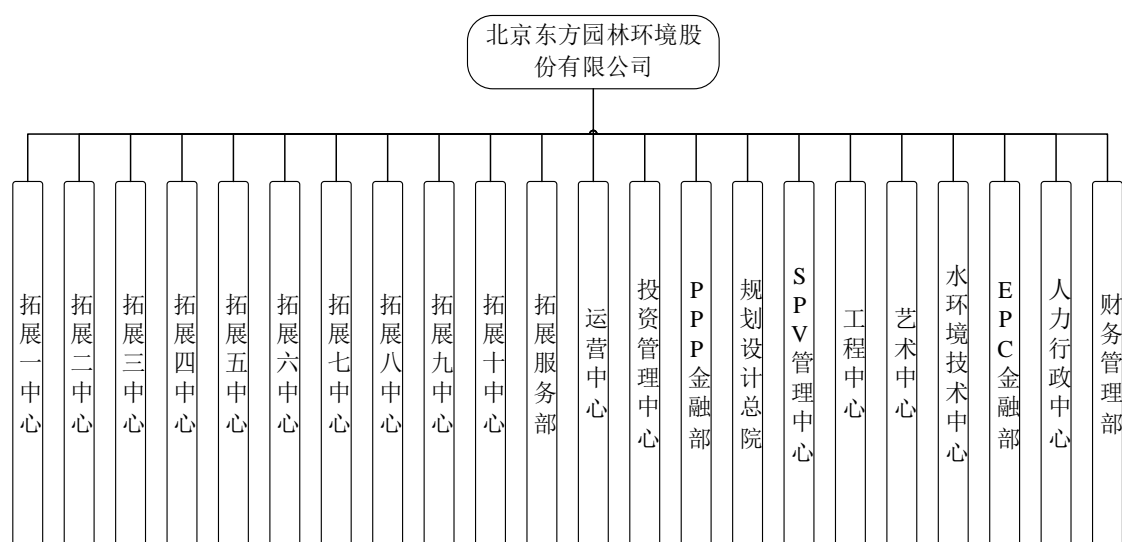 北京东方园林环境股
份有限公司
拓展一中心
拓展二中心
拓展三中心
拓展四中心
拓展五中心
拓展六中心
拓展七中心
拓展八中心
拓展九中心
拓展十中心
拓展服务部
运营中心
投资管理中心
PPP金融部
规划设计总院
SPV管理中心
工程中心
艺术中心
水环境技术中心
EPC金融部
人力行政中心
财务管理部